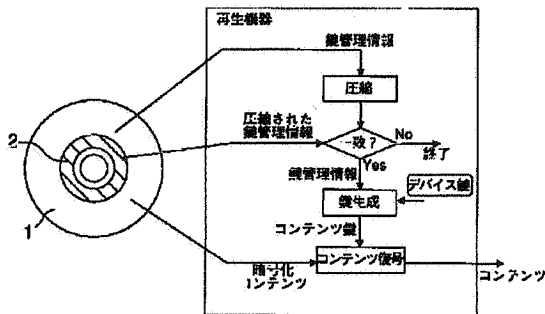 再生機器
鍵管理情報
圧縮
圧縮された
鍵管理情報
一致？
No
終了
Yes
鍵管理情報
鍵生成
デバイス鍵
コンテンツ鍵
コンテンツ復号
暗号化
コンテンツ
コンテンツ
2
1